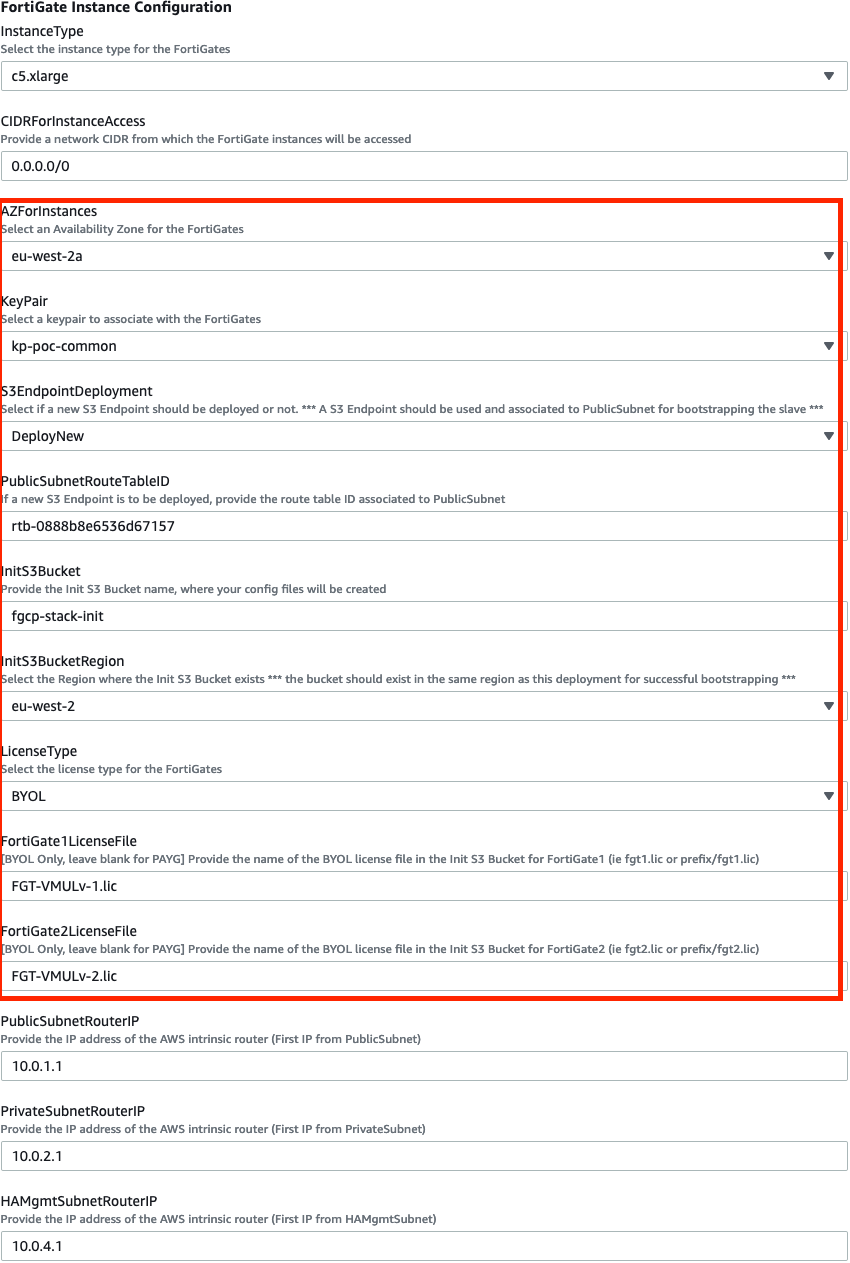 FortiGate Instance Configuration
InstanceType
Select the instance type for the FortiGates
c5.xlarge
CIDRForInstanceAccess
Provide a network CIDR from which the FortiGate instances will be accessed
0.0.0.0/0
AZForInstances
Select an Availability Zone for the FortiGates
eu-west-2a
KeyPair
Select a keypair to associate with the FortiGates
kp-poc-common
S3EndpointDeployment
Select if a new S3 Endpoint should be deployed or not. *** A S3 Endpoint should be used and associated to PublicSubnet for bootstrapping the slave ***
DeployNew
PublicSubnetRouteTableID
If a new S3 Endpoint is to be deployed, provide the route table ID associated to PublicSubnet
rtb-0888b8e6536d67157
InitS3Bucket
Provide the Init S3 Bucket name, where your config files will be created
fgcp-stack-init
InitS3BucketRegion
Select the Region where the Init S3 Bucket exists *** the bucket should exist in the same region as this deployment for successful bootstrapping ***
eu-west-2
LicenseType
Select the license type for the FortiGates
BYOL
FortiGate1LicenseFile
[BYOL Only, leave blank for PAYG] Provide the name of the BYOL license file in the Init S3 Bucket for FortiGate1 (ie fgt1.lic or prefix/fgt1.lic)
FGT-VMULv-1.lic
FortiGate2LicenseFile
[BYOL Only, leave blank for PAYG] Provide the name of the BYOL license file in the Init S3 Bucket for FortiGate2 (ie fgt2.lic or prefix/fgt2.lic)
FGT-VMULv-2.lic
PublicSubnetRouterIP
Provide the IP address of the AWS intrinsic router (First IP from PublicSubnet)
10.0.1.1
PrivateSubnetRouterIP
Provide the IP address of the AWS intrinsic router (First IP from PrivateSubnet)
10.0.2.1
HAMgmtSubnetRouterIP
Provide the IP address of the AWS intrinsic router (First IP from HAMgmtSubnet)
10.0.4.1